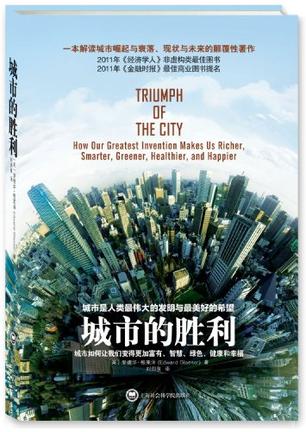 一本解读城市崛起与衰落、现状与未来的颠覆性著作
2011年《经济学人》非虚构类最佳图书
2011年《金融时报》最佳商业图书提名
TRIUMPH
OF
THE CITY
How Our Greatest Invention Makes Us Richer,
Smarter, Greener, Healthier, and Happier
城市的胜利
城市是人类最伟大的发明与最美好的希望
城市的胜利
城市如何让我们变得更加富有、智慧、绿色、健康和幸福
上海社会科学院出版社